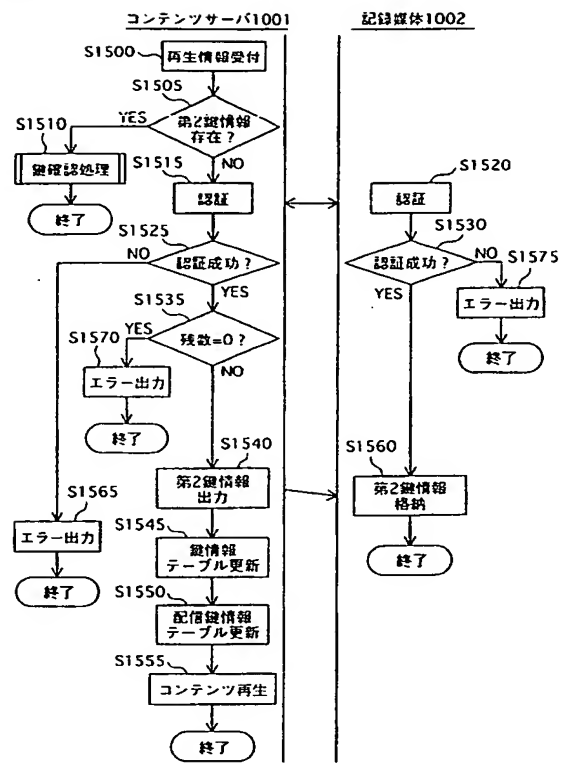 コンテンツサーバ1001
記録媒体1002
S1500
再生情報受付
S1505
第2鍵情報
存在?
YES
NO
S1510
鍵確認処理
終了
S1515
認証
S1520
認証
S1525
認証成功?
NO
YES
S1530
認証成功?
NO
YES
S1575
エラー出力
終了
S1535
残数=0?
YES
NO
S1570
エラー出力
終了
S1540
第2鍵情報
出力
S1560
第2鍵情報
格納
終了
S1565
エラー出力
終了
S1545
鍵情報
テーブル更新
S1550
配信鍵情報
テーブル更新
S1555
コンテンツ再生
終了